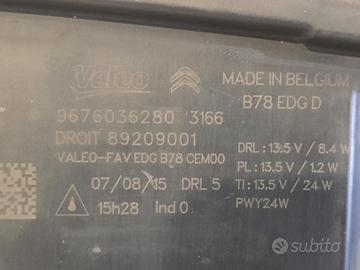 Valeo
MADE IN BELGIUM
B78 EDG D
9676036280 3166
DROIT 89209001
VALEO-FAV EDG B78 CEM00
DRL : 13.5 V / 8.4 W
PL : 13.5 V / 1.2 W
TI : 13.5 V / 24 W
PWY24W
07/08/15 DRL 5
15h28 ind 0
subito